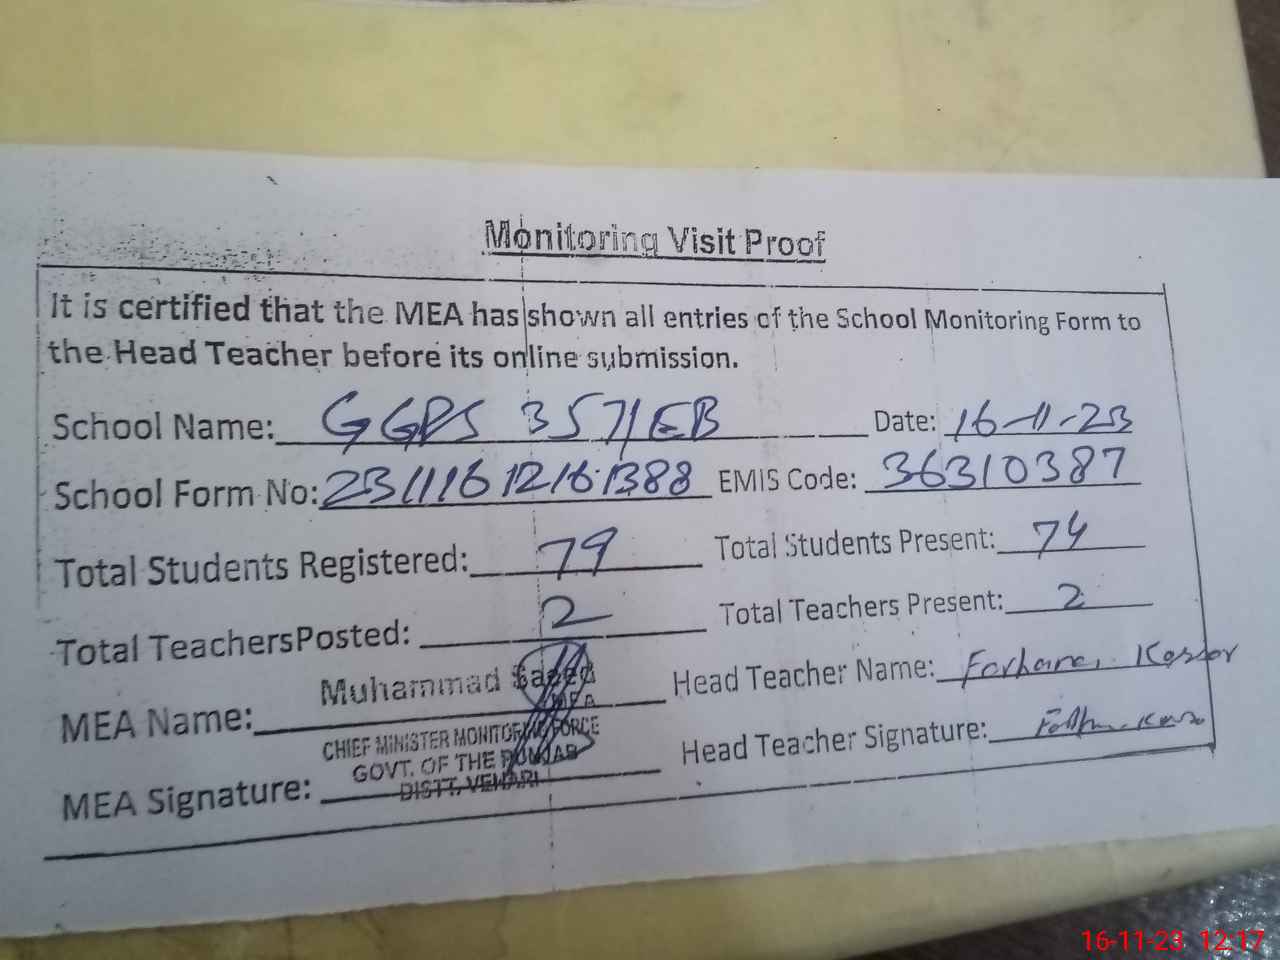 Monitoring Visit Proof
It is certified that the MEA has shown all entries of the School Monitoring Form to
the Head Teacher before its online submission.
School Name: GGPS 357/EB Date: 16-11-23
School Form No: 23111612161388 EMIS Code: 36310387
Total Students Registered: 79 Total Students Present: 74
Total TeachersPosted: 2 Total Teachers Present: 2
MEA Name: Muhammad Saeed Head Teacher Name: Farhana
MEA
CHIEF MINISTER MONITORING FORCE
GOVT. OF THE PUNJAB
DISTT. VEHARI
MEA Signature: Head Teacher Signature:
16-11-23 12:17